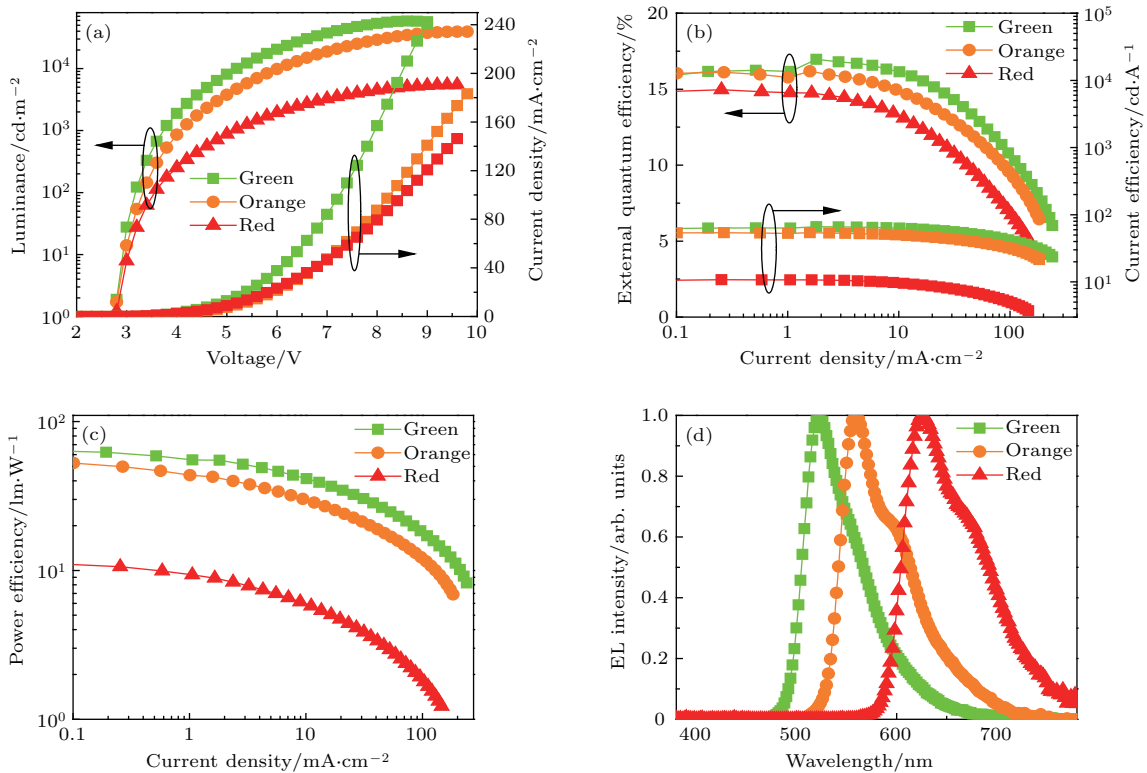 (a)
Luminance/cd·m⁻²
10⁴
10³
10²
10¹
10⁰
Green
Orange
Red
240
200
160
120
80
40
0
Current density/mA·cm⁻²
2 3 4 5 6 7 8 9 10
Voltage/V
(b)
External quantum efficiency/%
20
15
10
5
0
Green
Orange
Red
10⁵
10⁴
10³
10²
10¹
Current efficiency/cd·A⁻¹
0.1 1 10 100
Current density/mA·cm⁻²
(c)
Power efficiency/lm·W⁻¹
10²
10¹
10⁰
Green
Orange
Red
0.1 1 10 100
Current density/mA·cm⁻²
(d)
EL intensity/arb. units
1.0
0.8
0.6
0.4
0.2
0
Green
Orange
Red
400 500 600 700
Wavelength/nm